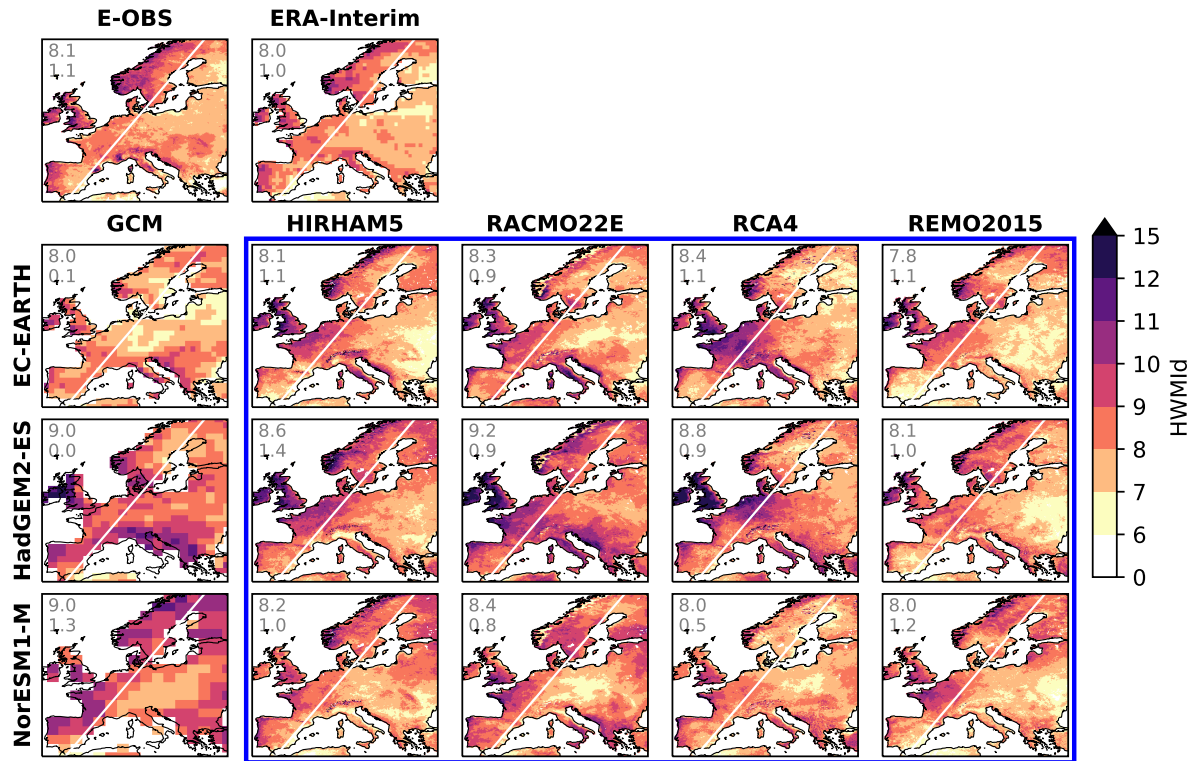 E-OBS ERA-Interim
8.1 8.0
1.1 1.0
GCM HIRHAM5 RACMO22E RCA4 REMO2015
EC-EARTH
8.0 8.1 8.3 8.4 7.8
0.1 1.1 0.9 1.1 1.1
HadGEM2-ES
9.0 8.6 9.2 8.8 8.1
0.0 1.4 0.9 0.9 1.0
NorESM1-M
9.0 8.2 8.4 8.0 8.0
1.3 1.0 0.8 0.5 1.2
15
12
11
10
9
8
7
6
0
HWMId